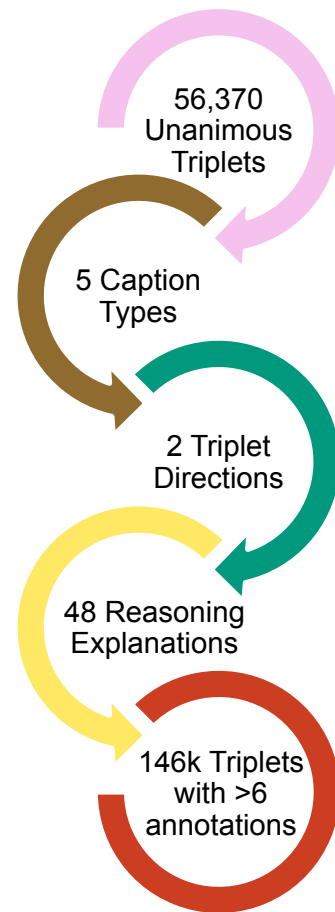 56,370
Unanimous
Triplets
5 Caption
Types
2 Triplet
Directions
48 Reasoning
Explanations
146k Triplets
with >6
annotations